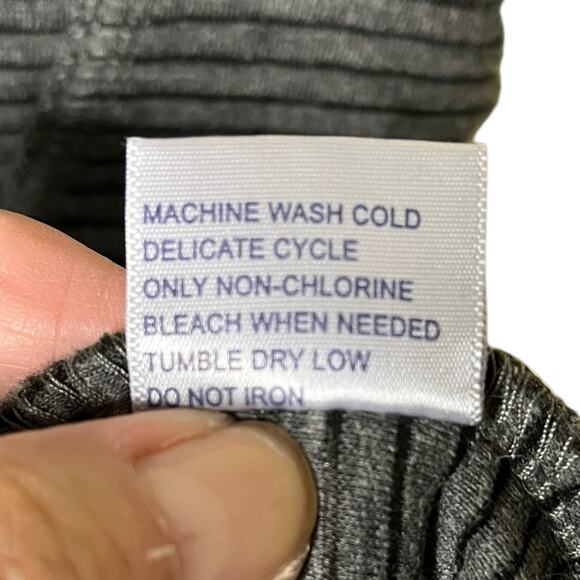 MACHINE WASH COLD
DELICATE CYCLE
ONLY NON-CHLORINE
BLEACH WHEN NEEDED
TUMBLE DRY LOW
DO NOT IRON